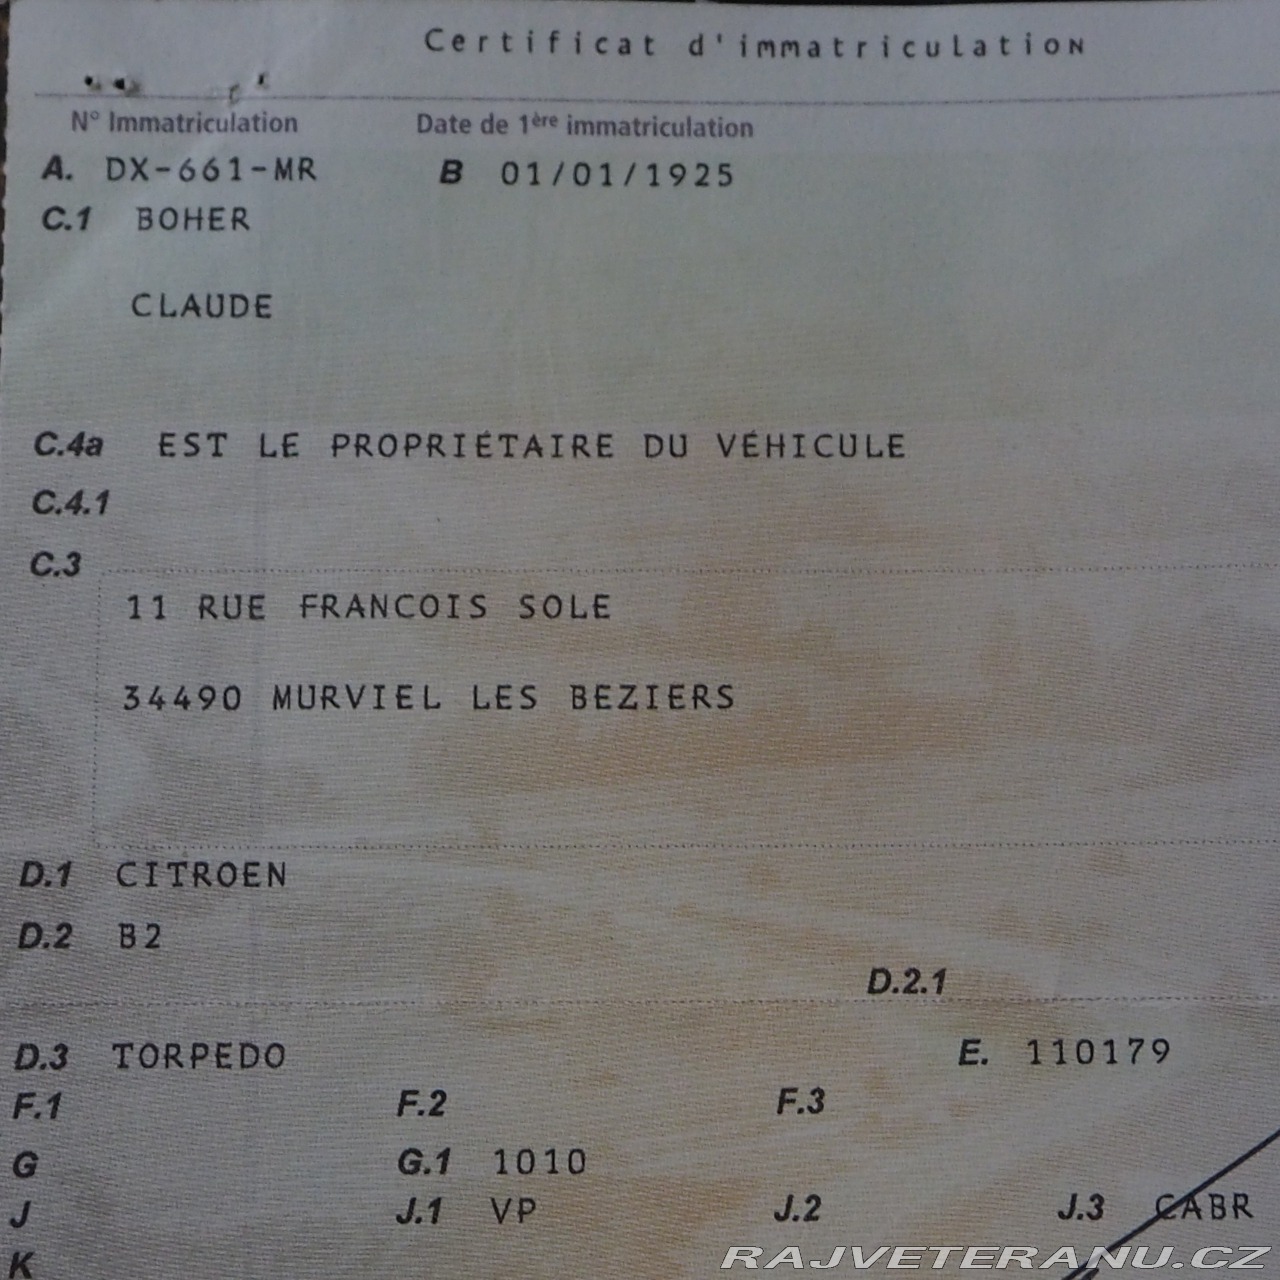 Certificat d'immatriculation
N° Immatriculation Date de 1ère immatriculation
A. DX-661-MR B 01/01/1925
C.1 BOHER
CLAUDE
C.4a EST LE PROPRIÉTAIRE DU VÉHICULE
C.4.1
C.3
11 RUE FRANCOIS SOLE
34490 MURVIEL LES BEZIERS
D.1 CITROEN
D.2 B2
D.2.1
D.3 TORPEDO E. 110179
F.1 F.2 F.3
G G.1 1010
J J.1 VP J.2 J.3 CABR
K
RAJVETERANU.CZ